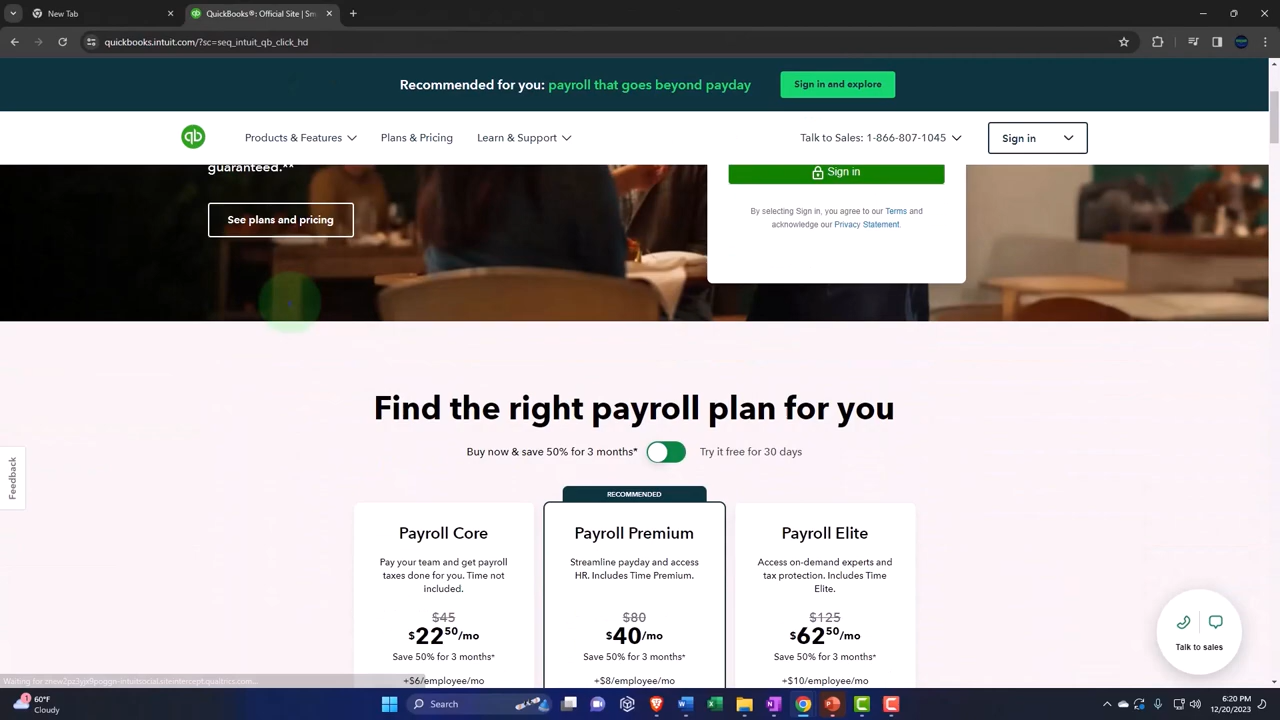 New Tab
QuickBooks®: Official Site | Sm
quickbooks.intuit.com/?sc=seq_intuit_qb_click_hd
Recommended for you: payroll that goes beyond payday
Sign in and explore
qb
Products & Features
Plans & Pricing
Learn & Support
Talk to Sales: 1-866-807-1045
Sign in
guaranteed.**
See plans and pricing
Sign in
By selecting Sign in, you agree to our Terms and
acknowledge our Privacy Statement.
Find the right payroll plan for you
Buy now & save 50% for 3 months*
Try it free for 30 days
RECOMMENDED
Payroll Core
Pay your team and get payroll
taxes done for you. Time not
included.
$45
$22 50/mo
Save 50% for 3 months*
+$6/employee/mo
Payroll Premium
Streamline payday and access
HR. Includes Time Premium.
$80
$40/mo
Save 50% for 3 months*
+$8/employee/mo
Payroll Elite
Access on-demand experts and
tax protection. Includes Time
Elite.
$125
$62 50/mo
Save 50% for 3 months*
+$10/employee/mo
Feedback
Talk to sales
60°F
Cloudy
Search
6:20 PM
12/20/2023